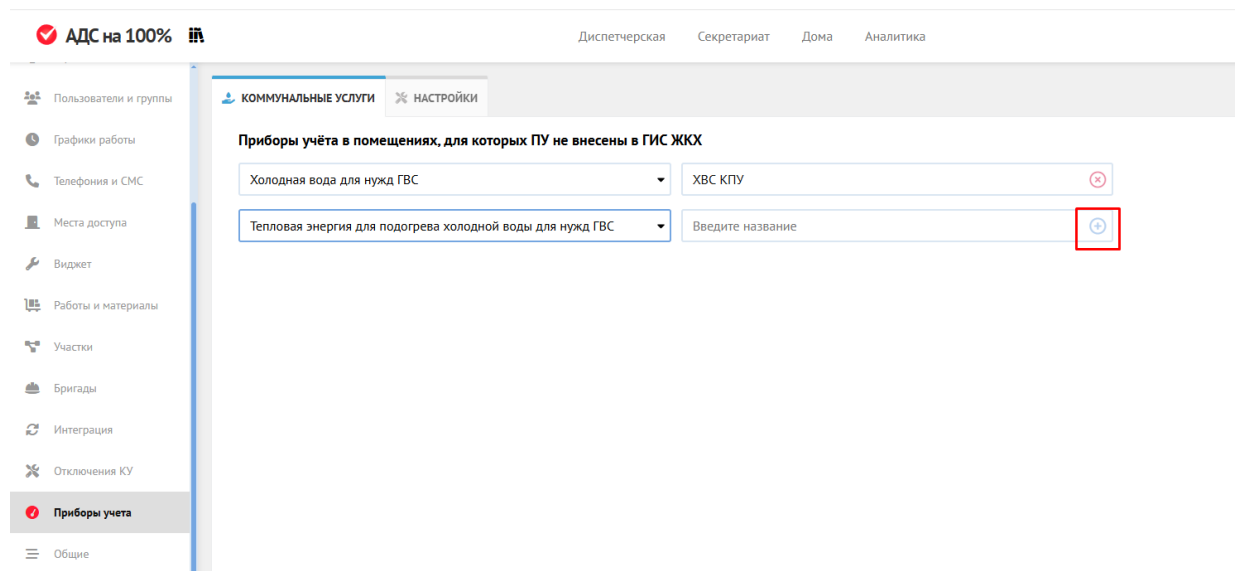 АДС на 100%
Диспетчерская Секретариат Дома Аналитика
Пользователи и группы
Графики работы
Телефония и СМС
Места доступа
Виджет
Работы и материалы
Участки
Бригады
Интеграция
Отключения КУ
Приборы учета
Общие
КОММУНАЛЬНЫЕ УСЛУГИ НАСТРОЙКИ
Приборы учёта в помещениях, для которых ПУ не внесены в ГИС ЖКХ
Холодная вода для нужд ГВС ХВС КПУ
Тепловая энергия для подогрева холодной воды для нужд ГВС Введите название